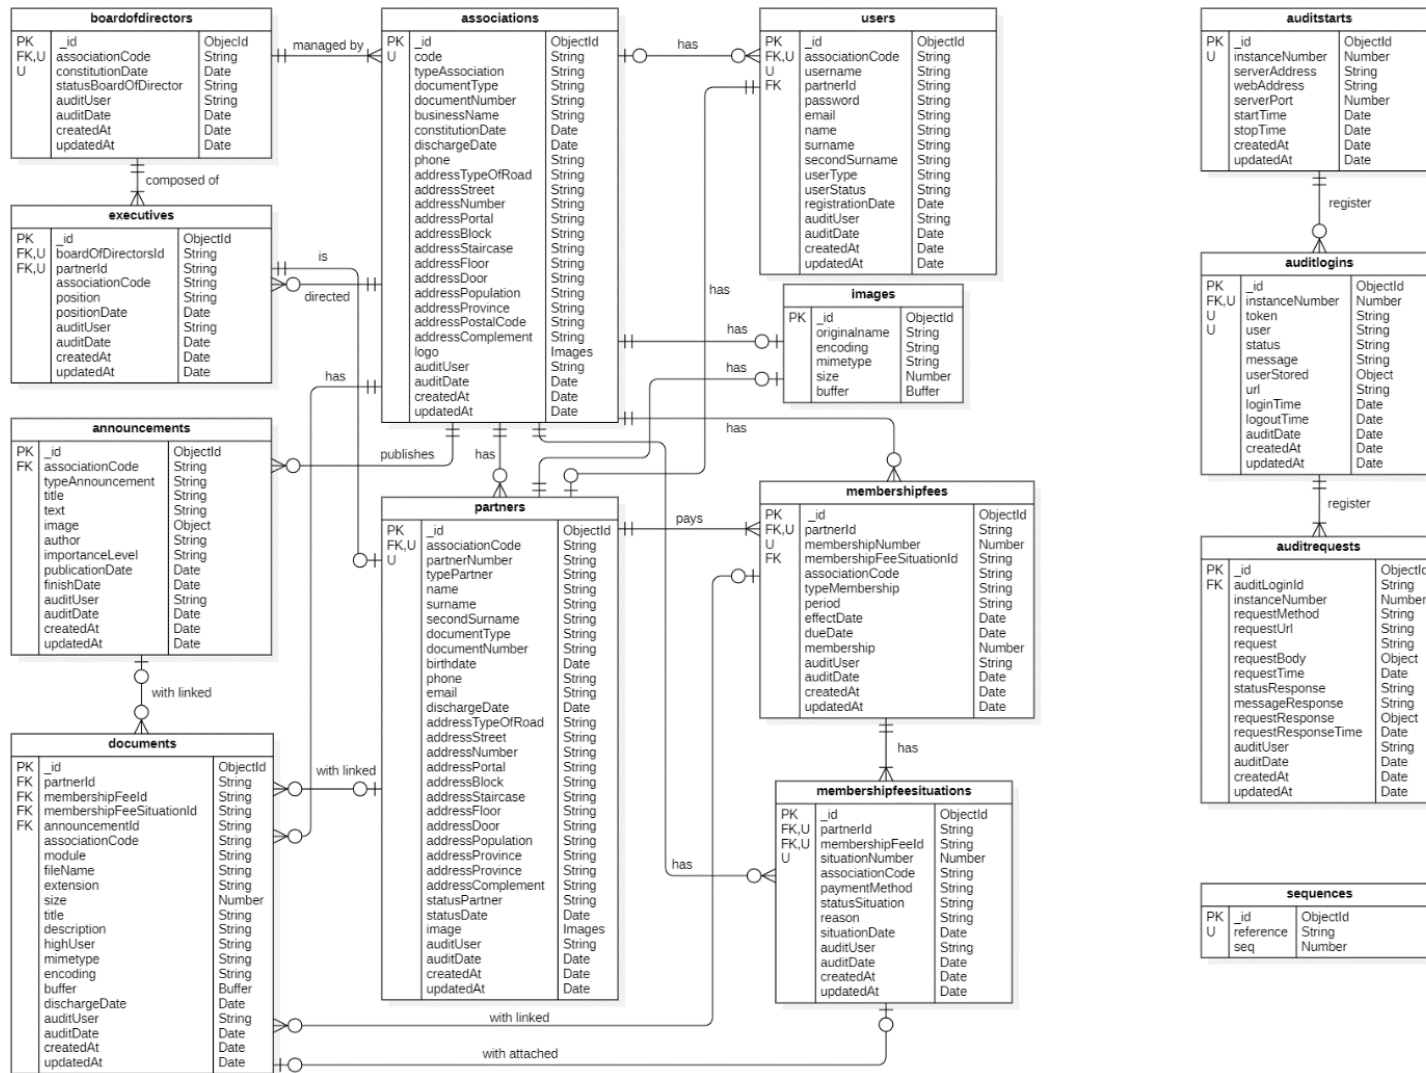 boardofdirectors
PK _id ObjecId
FK,U associationCode String
U constitutionDate Date
statusBoardOfDirector String
auditUser String
auditDate Date
createdAt Date
updatedAt Date
managed by
composed of
executives
PK _id ObjectId
FK,U boardOfDirectorsId String
FK,U partnerId String
associationCode String
position String
positionDate Date
auditUser String
auditDate Date
createdAt Date
updatedAt Date
is
directed
has
announcements
PK _id ObjectId
FK associationCode String
typeAnnouncement String
title String
text String
image Object
author String
importanceLevel String
publicationDate Date
finishDate Date
auditUser String
auditDate Date
createdAt Date
updatedAt Date
publishes
with linked
documents
PK _id ObjectId
FK partnerId String
FK membershipFeeId String
FK membershipFeeSituationId String
FK announcementId String
associationCode String
module String
fileName String
extension String
size Number
title String
description String
highUser String
mimetype String
encoding String
buffer Buffer
dischargeDate Date
auditUser String
auditDate Date
createdAt Date
updatedAt Date
with linked
associations
PK _id ObjectId
U code String
typeAssociation String
documentType String
documentNumber String
businessName String
constitutionDate Date
dischargeDate Date
phone String
addressTypeOfRoad String
addressStreet String
addressNumber String
addressPortal String
addressBlock String
addressStaircase String
addressFloor String
addressDoor String
addressPopulation String
addressProvince String
addressPostalCode String
addressComplement String
logo Images
auditUser String
auditDate Date
createdAt Date
updatedAt Date
has
partners
PK _id ObjectId
FK,U associationCode String
U partnerNumber String
typePartner String
name String
surname String
secondSurname String
documentType String
documentNumber String
birthdate Date
phone String
email String
dischargeDate Date
addressTypeOfRoad String
addressStreet String
addressNumber String
addressPortal String
addressBlock String
addressStaircase String
addressFloor String
addressDoor String
addressPopulation String
addressProvince String
addressProvince String
addressComplement String
statusPartner String
statusDate Date
image Images
auditUser String
auditDate Date
createdAt Date
updatedAt Date
with linked
with attached
has
users
PK _id ObjectId
FK,U associationCode String
U username String
FK partnerId String
password String
email String
name String
surname String
secondSurname String
userType String
userStatus String
registrationDate Date
auditUser String
auditDate Date
createdAt Date
updatedAt Date
has
has
has
has
images
PK _id ObjectId
originalname String
encoding String
mimetype String
size Number
buffer Buffer
pays
membershipfees
PK _id ObjectId
FK,U partnerId String
U membershipNumber Number
FK membershipFeeSituationId String
associationCode String
typeMembership String
period String
effectDate Date
dueDate Date
membership Number
auditUser String
auditDate Date
createdAt Date
updatedAt Date
has
has
membershipfeesituations
PK _id ObjectId
FK,U partnerId String
FK,U membershipFeeId String
U situationNumber Number
associationCode String
paymentMethod String
statusSituation String
reason String
situationDate Date
auditUser String
auditDate Date
createdAt Date
updatedAt Date
auditstarts
PK _id ObjectId
U instanceNumber Number
serverAddress String
webAddress String
serverPort Number
startTime Date
stopTime Date
createdAt Date
updatedAt Date
register
auditlogins
PK _id ObjectId
FK,U instanceNumber Number
U token String
U user String
status String
message String
userStored Object
url String
loginTime Date
logoutTime Date
auditDate Date
createdAt Date
updatedAt Date
register
auditrequests
PK _id ObjectId
FK auditLoginId String
instanceNumber Number
requestMethod String
requestUrl String
request String
requestBody Object
requestTime Date
statusResponse String
messageResponse String
requestResponse Object
requestResponseTime Date
auditUser String
auditDate Date
createdAt Date
updatedAt Date
sequences
PK _id ObjectId
U reference String
seq Number